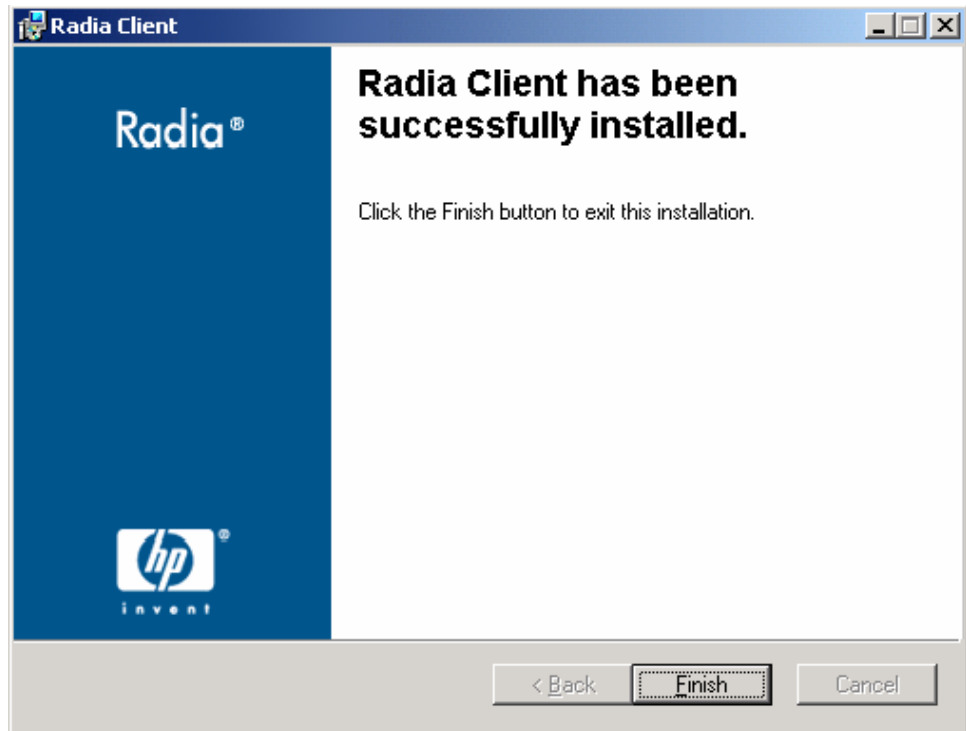 Radia Client
Radia®
Radia Client has been
successfully installed.
Click the Finish button to exit this installation.
hp®
invent
< Back
Finish
Cancel